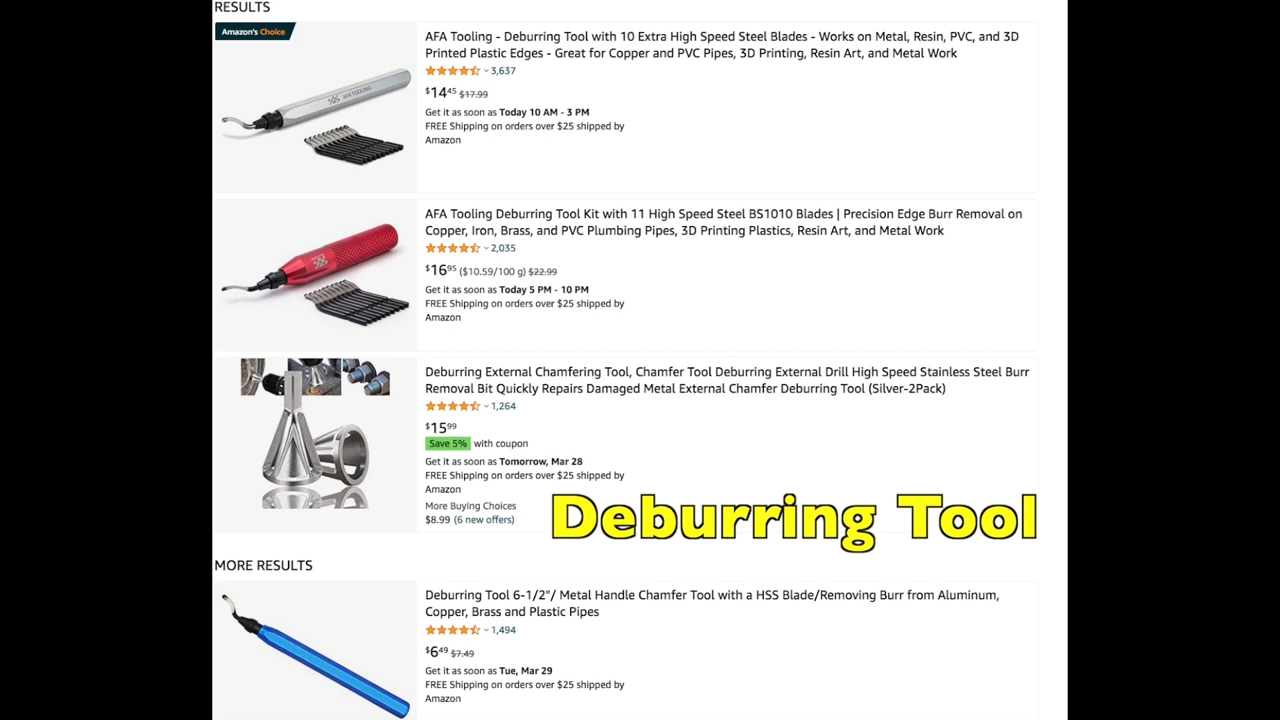 RESULTS
Amazon's Choice
AFA Tooling - Deburring Tool with 10 Extra High Speed Steel Blades - Works on Metal, Resin, PVC, and 3D
Printed Plastic Edges - Great for Copper and PVC Pipes, 3D Printing, Resin Art, and Metal Work
3,637
$14.45 $17.99
Get it as soon as Today 10 AM - 3 PM
FREE Shipping on orders over $25 shipped by
Amazon
AFA TOOLING
AFA Tooling Deburring Tool Kit with 11 High Speed Steel BS1010 Blades | Precision Edge Burr Removal on
Copper, Iron, Brass, and PVC Plumbing Pipes, 3D Printing Plastics, Resin Art, and Metal Work
2,035
$16.95 ($10.59/100 g) $22.99
Get it as soon as Today 5 PM - 10 PM
FREE Shipping on orders over $25 shipped by
Amazon
Deburring External Chamfering Tool, Chamfer Tool Deburring External Drill High Speed Stainless Steel Burr
Removal Bit Quickly Repairs Damaged Metal External Chamfer Deburring Tool (Silver-2Pack)
1,264
$15.99
Save 5% with coupon
Get it as soon as Tomorrow, Mar 28
FREE Shipping on orders over $25 shipped by
Amazon
More Buying Choices
$8.99 (6 new offers)
Deburring Tool
MORE RESULTS
Deburring Tool 6-1/2"/ Metal Handle Chamfer Tool with a HSS Blade/Removing Burr from Aluminum,
Copper, Brass and Plastic Pipes
1,494
$6.49 $7.49
Get it as soon as Tue, Mar 29
FREE Shipping on orders over $25 shipped by
Amazon